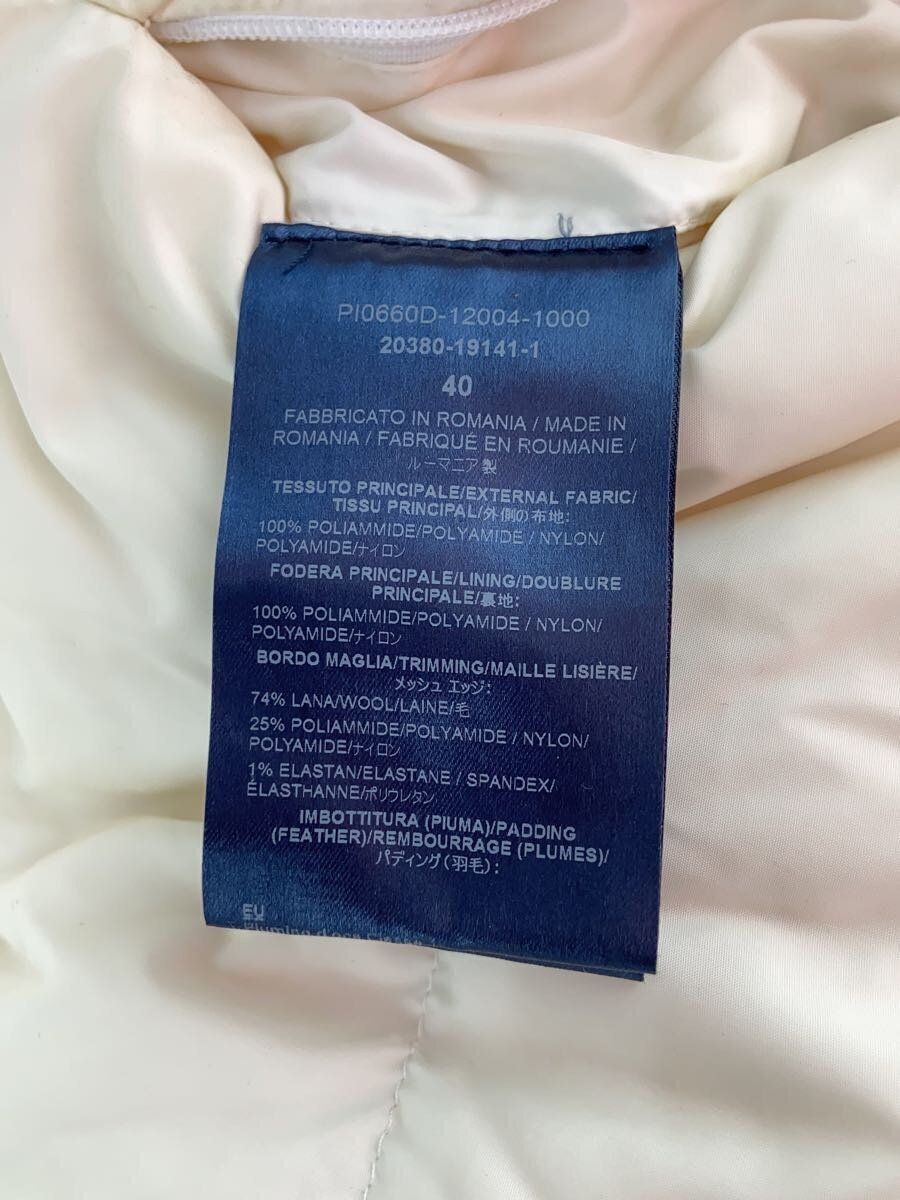 PI0660D-12004-1000
20380-19141-1
40
FABBRICATO IN ROMANIA / MADE IN
ROMANIA / FABRIQUÉ EN ROUMANIE /
ルーマニア製
TESSUTO PRINCIPALE/EXTERNAL FABRIC/
TISSU PRINCIPAL/外側の布地:
100% POLIAMMIDE/POLYAMIDE / NYLON/
POLYAMIDE/ナイロン
FODERA PRINCIPALE/LINING/DOUBLURE
PRINCIPALE/裏地:
100% POLIAMMIDE/POLYAMIDE / NYLON/
POLYAMIDE/ナイロン
BORDO MAGLIA/TRIMMING/MAILLE LISIÈRE/
メッシュ エッジ:
74% LANA/WOOL/LAINE/毛
25% POLIAMMIDE/POLYAMIDE / NYLON/
POLYAMIDE/ナイロン
1% ELASTAN/ELASTANE / SPANDEX/
ÉLASTHANNE/ポリウレタン
IMBOTTITURA (PIUMA)/PADDING
(FEATHER)/REMBOURRAGE (PLUMES)/
パディング(羽毛):
EU